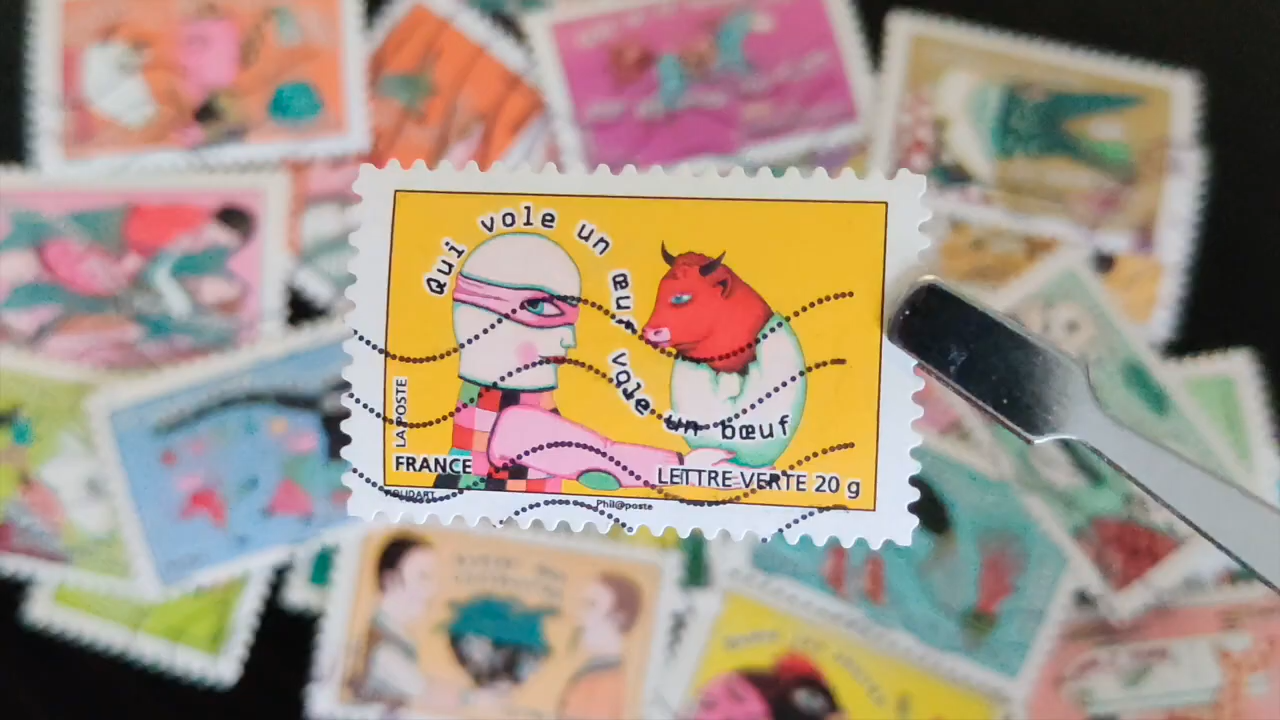 Qui vole un œuf vole un bœuf
LA POSTE
FRANCE
LETTRE VERTE 20 g
Phil@poste